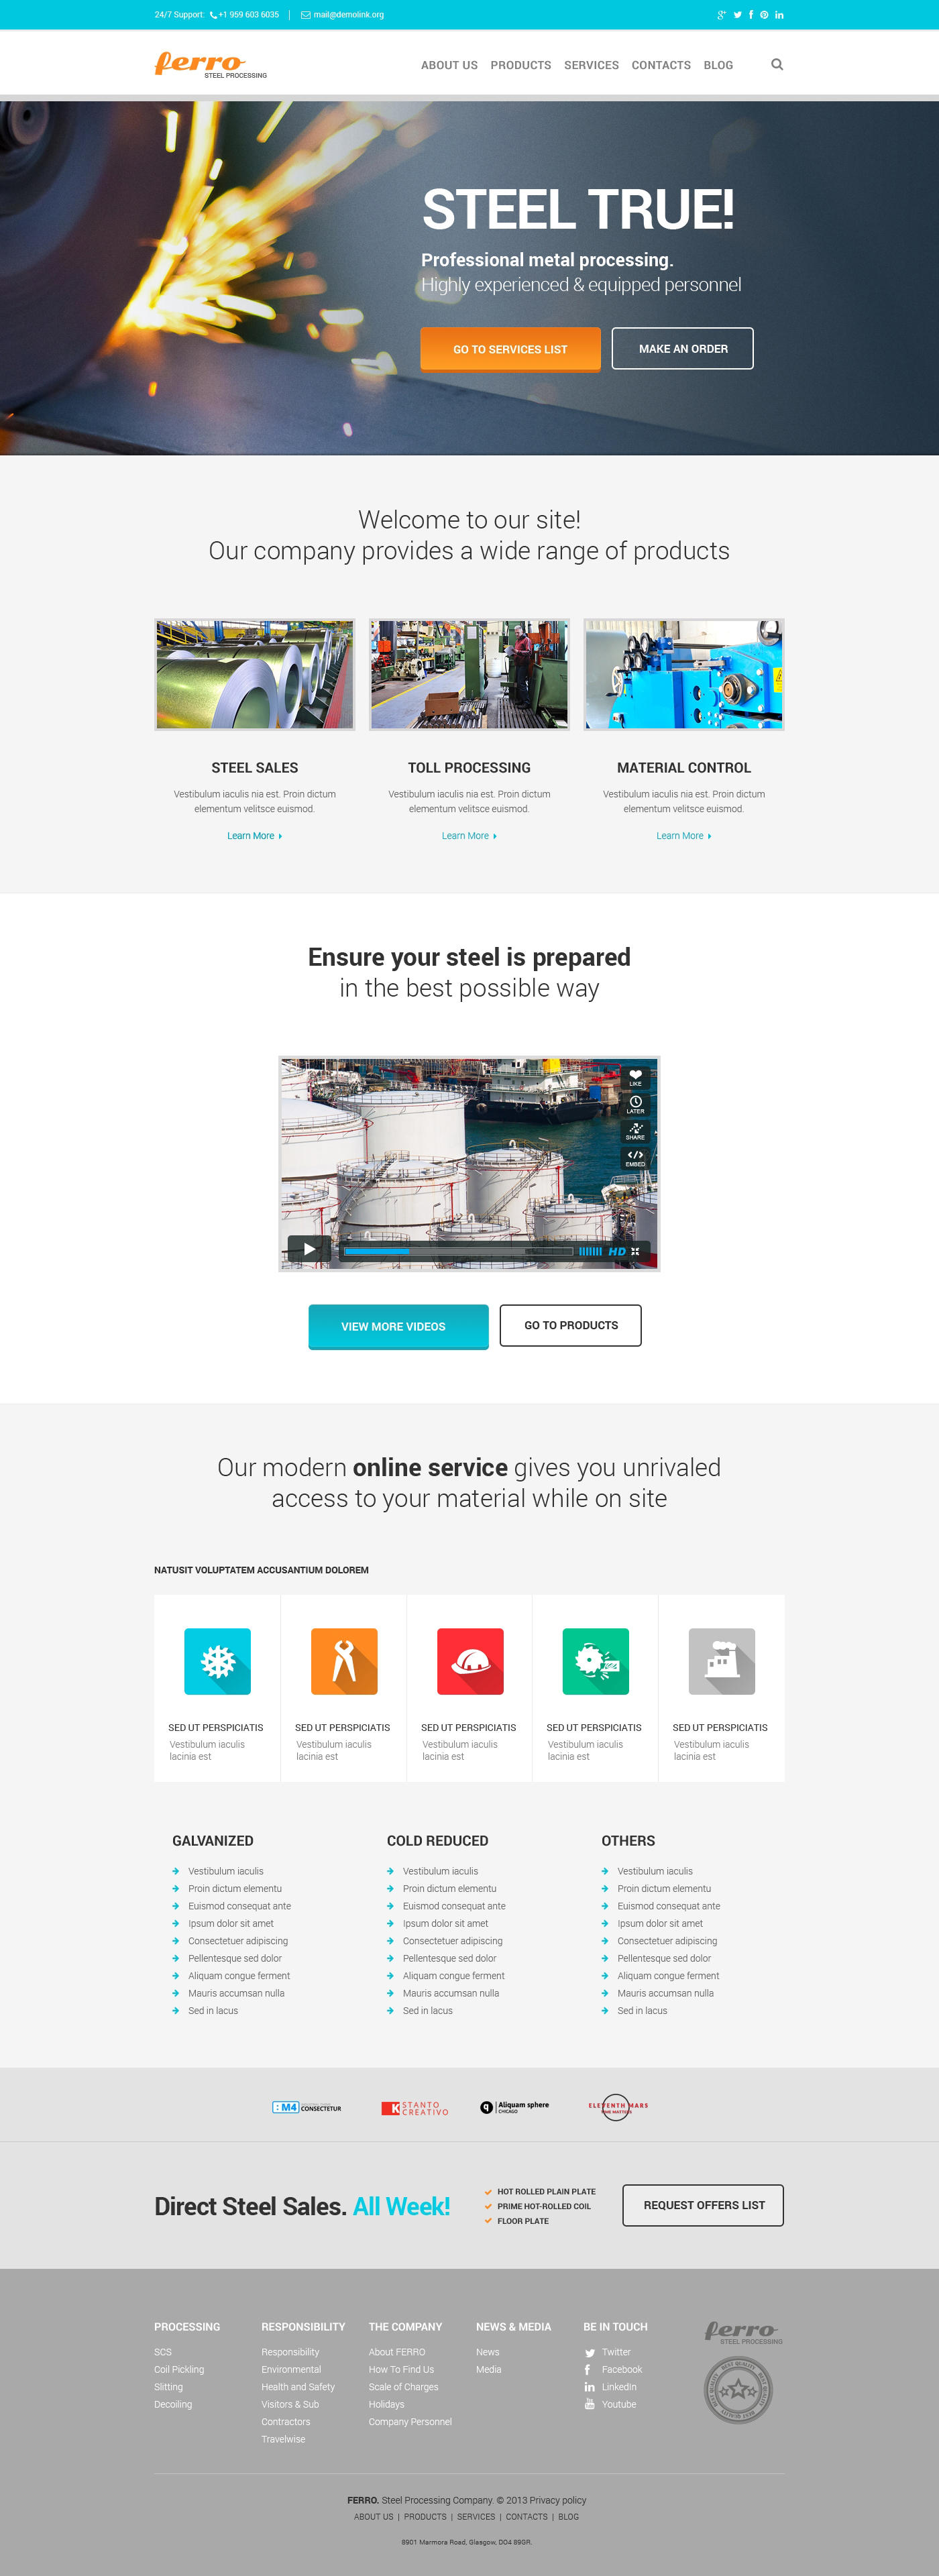 24/7 Support: +1 959 603 6035 | mail@demolink.org
ferro
STEEL PROCESSING
ABOUT US PRODUCTS SERVICES CONTACTS BLOG
STEEL TRUE!
Professional metal processing.
Highly experienced & equipped personnel
GO TO SERVICES LIST
MAKE AN ORDER
Welcome to our site!
Our company provides a wide range of products
STEEL SALES
Vestibulum iaculis nia est. Proin dictum
elementum velitsce euismod.
Learn More
TOLL PROCESSING
Vestibulum iaculis nia est. Proin dictum
elementum velitsce euismod.
Learn More
MATERIAL CONTROL
Vestibulum iaculis nia est. Proin dictum
elementum velitsce euismod.
Learn More
Ensure your steel is prepared
in the best possible way
LIKE
LATER
SHARE
EMBED
HD
VIEW MORE VIDEOS
GO TO PRODUCTS
Our modern online service gives you unrivaled
access to your material while on site
NATUSIT VOLUPTATEM ACCUSANTIUM DOLOREM
SED UT PERSPICIATIS
Vestibulum iaculis
lacinia est
SED UT PERSPICIATIS
Vestibulum iaculis
lacinia est
SED UT PERSPICIATIS
Vestibulum iaculis
lacinia est
SED UT PERSPICIATIS
Vestibulum iaculis
lacinia est
SED UT PERSPICIATIS
Vestibulum iaculis
lacinia est
GALVANIZED
Vestibulum iaculis
Proin dictum elementu
Euismod consequat ante
Ipsum dolor sit amet
Consectetuer adipiscing
Pellentesque sed dolor
Aliquam congue ferment
Mauris accumsan nulla
Sed in lacus
COLD REDUCED
Vestibulum iaculis
Proin dictum elementu
Euismod consequat ante
Ipsum dolor sit amet
Consectetuer adipiscing
Pellentesque sed dolor
Aliquam congue ferment
Mauris accumsan nulla
Sed in lacus
OTHERS
Vestibulum iaculis
Proin dictum elementu
Euismod consequat ante
Ipsum dolor sit amet
Consectetuer adipiscing
Pellentesque sed dolor
Aliquam congue ferment
Mauris accumsan nulla
Sed in lacus
: M4
CONSECTETUR
K STANTO
CREATIVO
Aliquam sphere
CHICAGO
ELEVENTH MARS
Direct Steel Sales. All Week!
HOT ROLLED PLAIN PLATE
PRIME HOT-ROLLED COIL
FLOOR PLATE
REQUEST OFFERS LIST
PROCESSING
SCS
Coil Pickling
Slitting
Decoiling
RESPONSIBILITY
Responsibility
Environmental
Health and Safety
Visitors & Sub
Contractors
Travelwise
THE COMPANY
About FERRO
How To Find Us
Scale of Charges
Holidays
Company Personnel
NEWS & MEDIA
News
Media
BE IN TOUCH
Twitter
Facebook
LinkedIn
Youtube
ferro
STEEL PROCESSING
BEST QUALITY
FERRO. Steel Processing Company. © 2013 Privacy policy
ABOUT US | PRODUCTS | SERVICES | CONTACTS | BLOG
8901 Marmora Road, Glasgow, DO4 89GR.